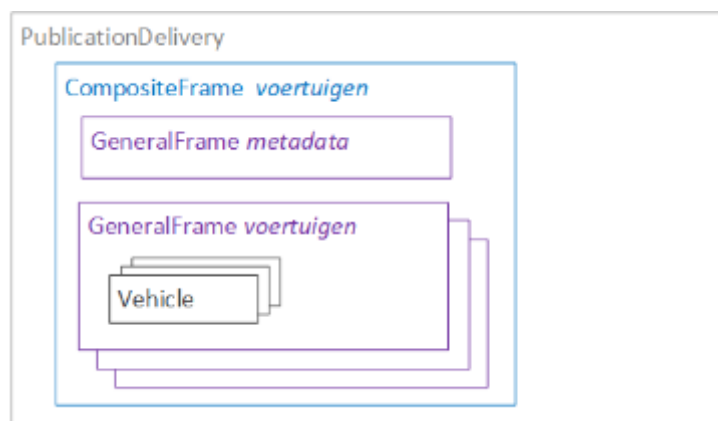 PublicationDelivery
CompositeFrame voertuigen
GeneralFrame metadata
GeneralFrame voertuigen
Vehicle